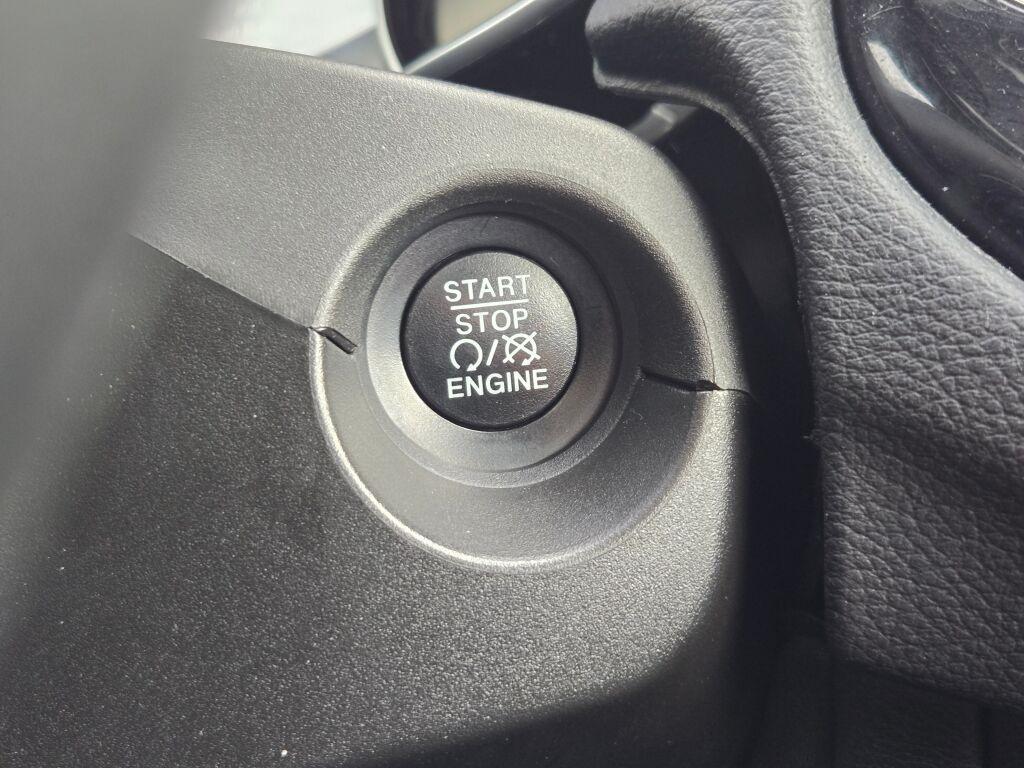 START
STOP
/
ENGINE